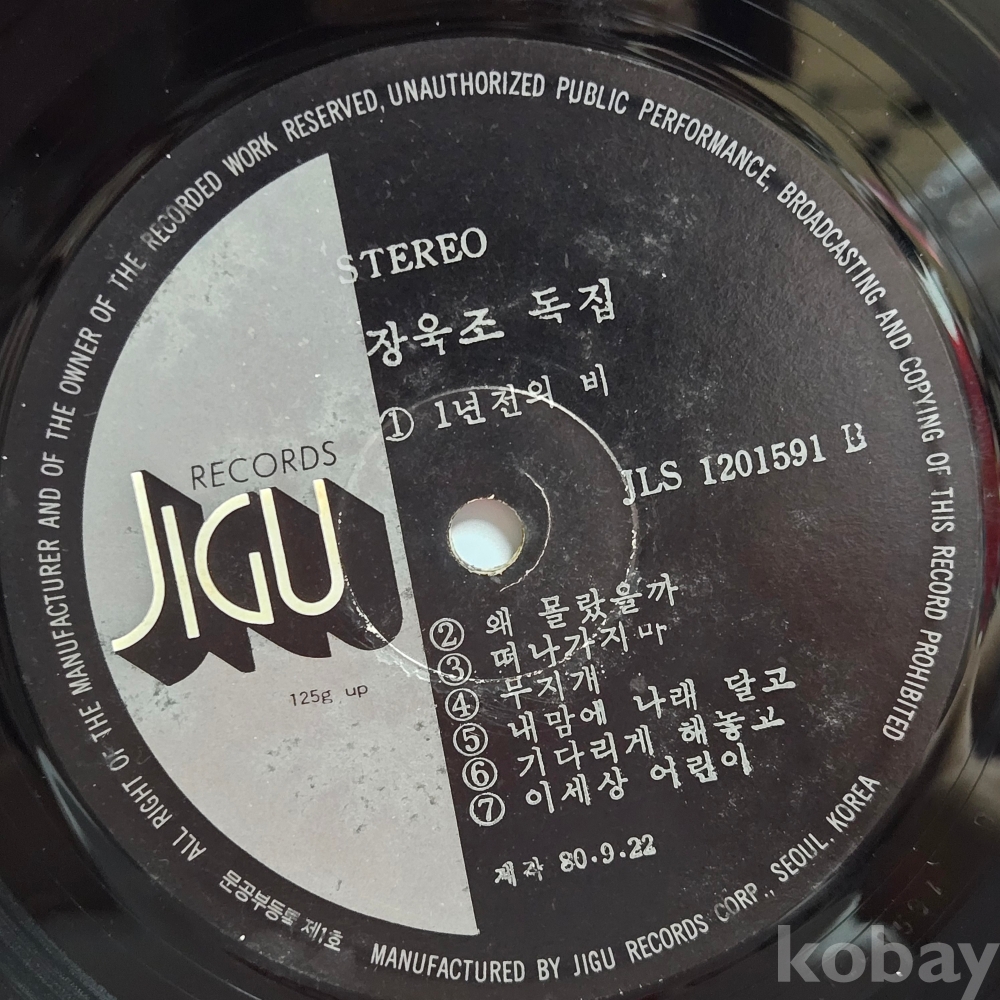 ALL RIGHT OF THE MANUFACTURER AND OF THE OWNER OF THE RECORDED WORK RESERVED, UNAUTHORIZED PUBLIC PERFORMANCE, BROADCASTING AND COPYING OF THIS RECORD PROHIBITED
STEREO
장욱조 독집
① 1년전의 비
RECORDS
JIGU
125g up
JLS 1201591 B
② 왜 몰랐을까
③ 떠나가지마
④ 무지개
⑤ 내맘에 나래 달고
⑥ 기다리게 해놓고
⑦ 이세상 어린이
제작 80·9·22
문공부등록 제1호
MANUFACTURED BY JIGU RECORDS CORP., SEOUL, KOREA
kobay